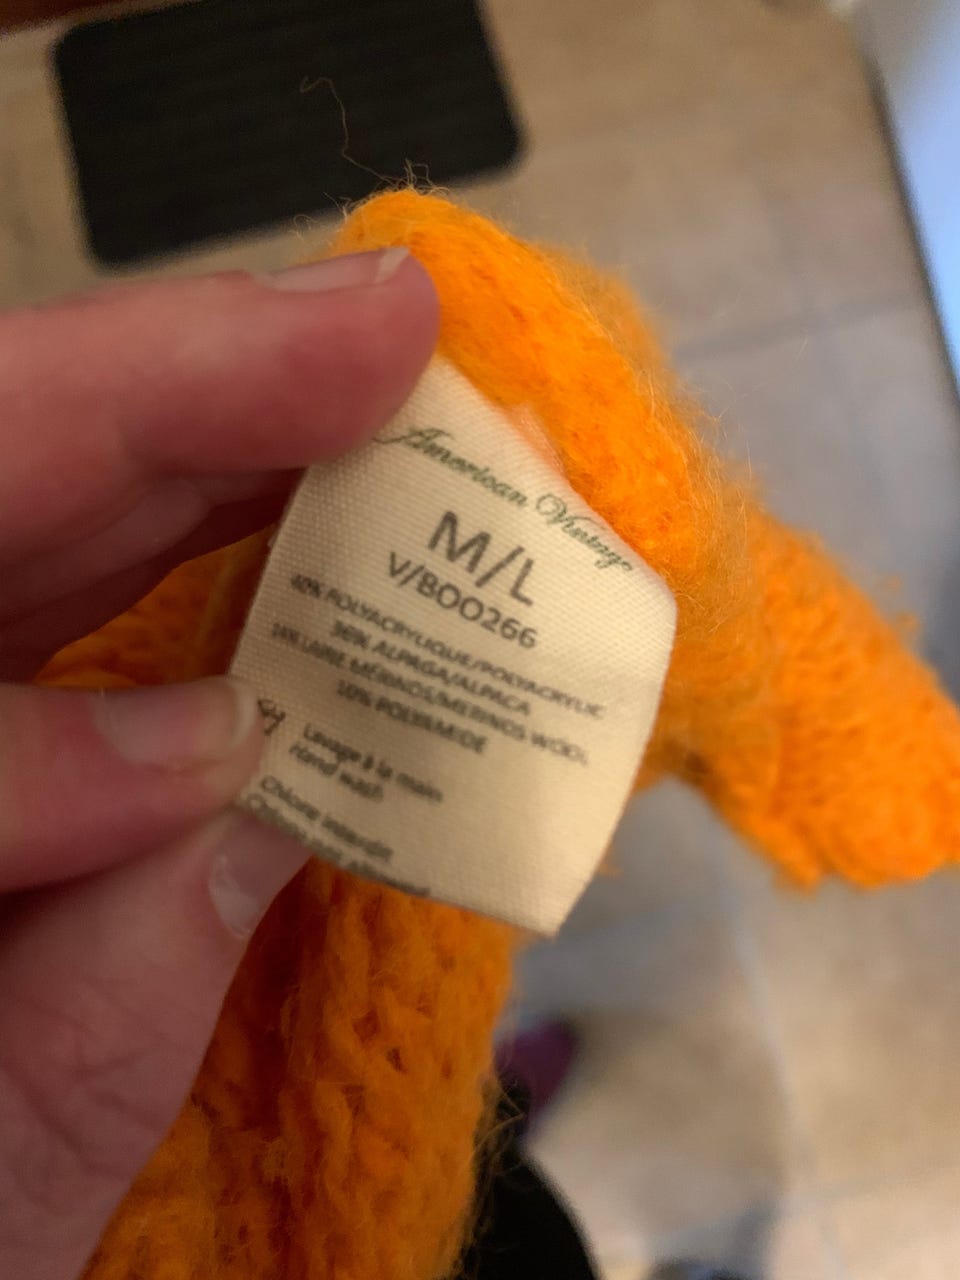 American Vintage
M/L
V/BOO266
40% POLYACRYLIQUE/POLYACRYLIC
36% ALPAGA/ALPACA
14% LAINE MÉRINOS/MERINOS WOOL
10% POLYAMIDE
Lavage à la main
Hand wash
Chlore interdit